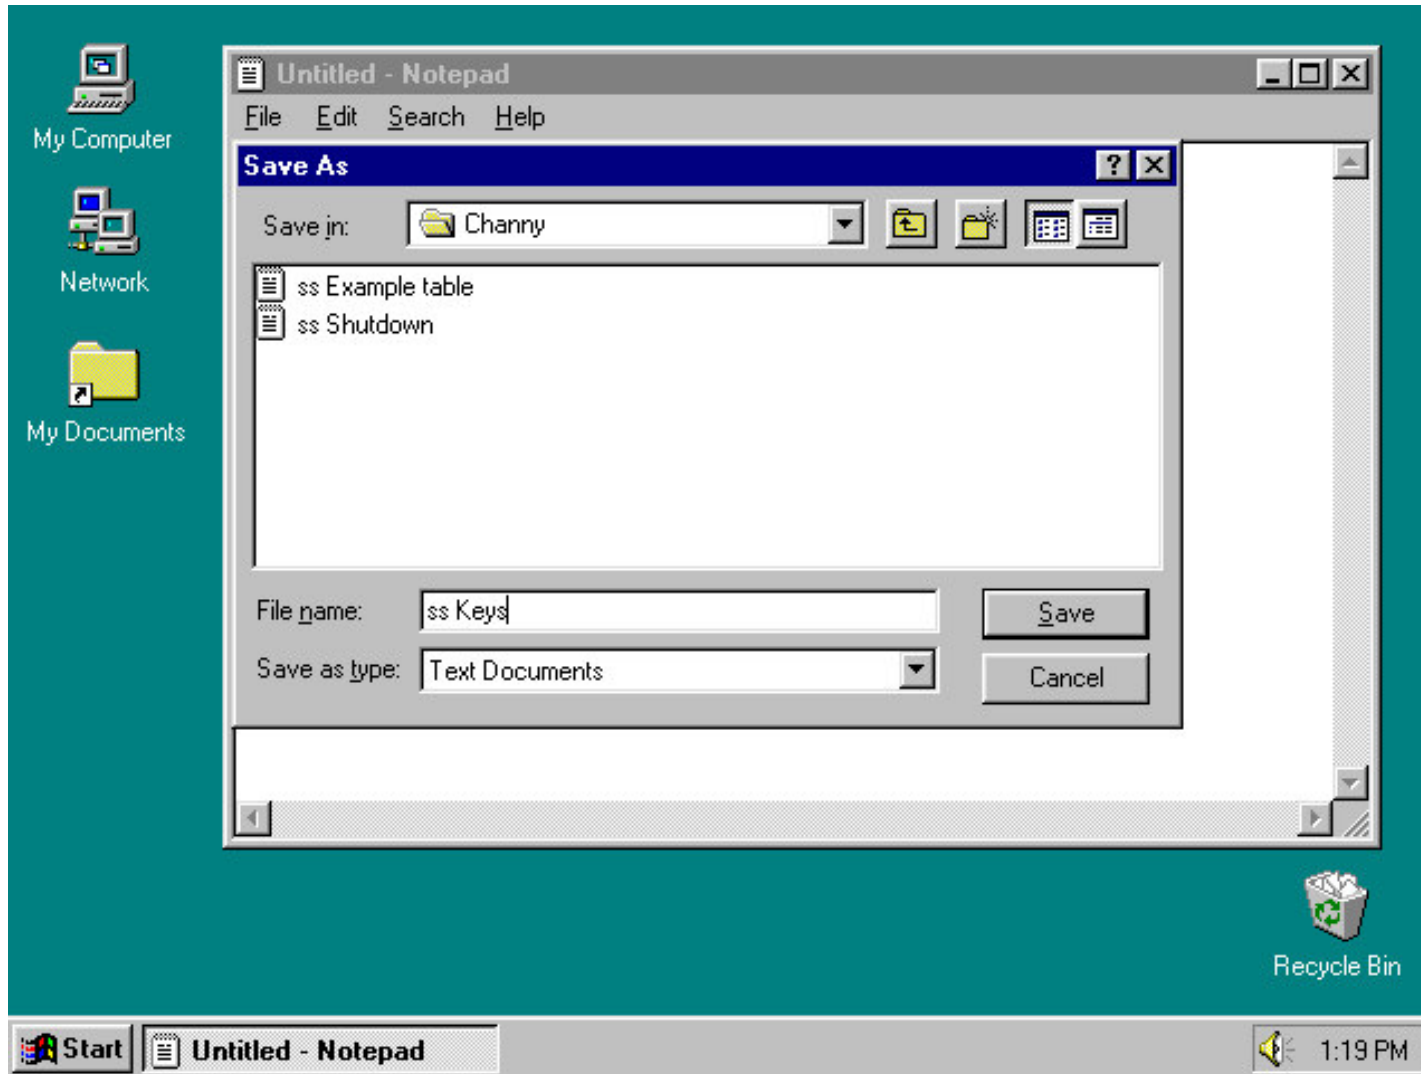 My Computer
Network
My Documents
Untitled - Notepad
File Edit Search Help
Save As
Save in: Channy
ss Example table
ss Shutdown
File name: ss Keys
Save
Save as type: Text Documents
Cancel
Recycle Bin
Start Untitled - Notepad 1:19 PM